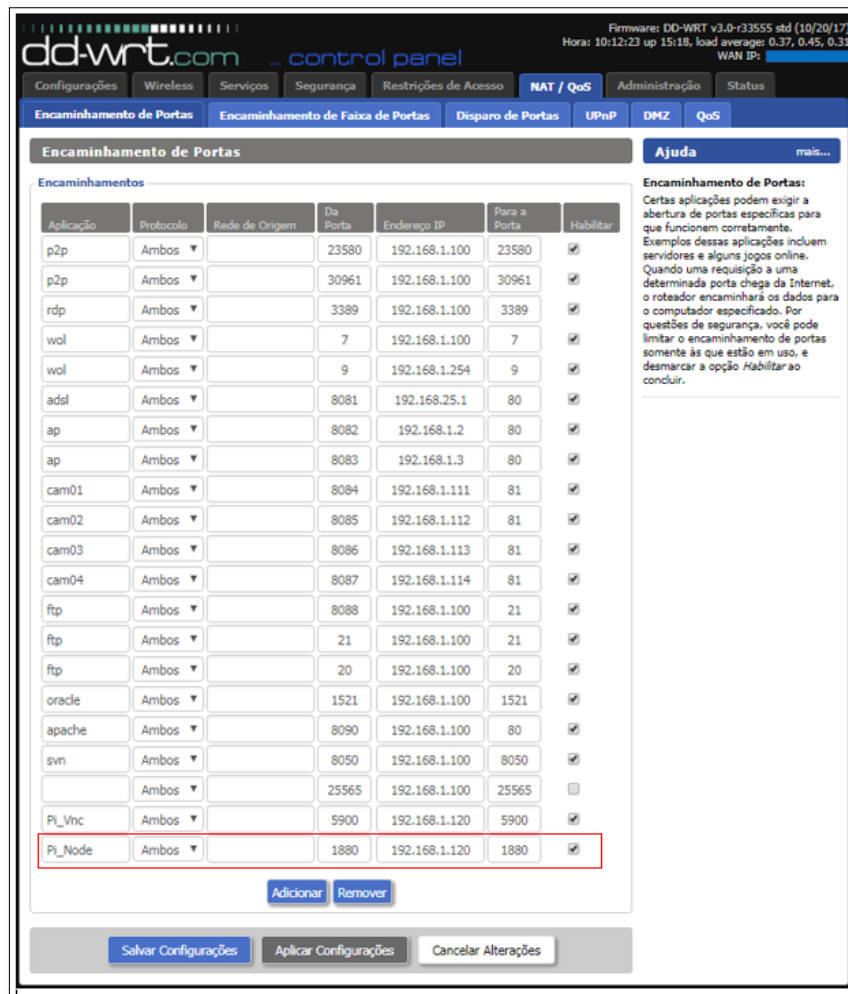 Firmware: DD-WRT v3.0-r33555 std (10/20/17)
Hora: 10:12:23 up 15:18, load average: 0.37, 0.45, 0.31
WAN IP:
dd-wrt.com ... control panel
Configurações Wireless Serviços Segurança Restrições de Acesso NAT / QoS Administração Status
Encaminhamento de Portas Encaminhamento de Faixa de Portas Disparo de Portas UPnP DMZ QoS
Encaminhamento de Portas
Encaminhamentos
Aplicação Protocolo Rede de Origem Da Porta Endereço IP Para a Porta Habilitar
p2p Ambos 23580 192.168.1.100 23580
p2p Ambos 30961 192.168.1.100 30961
rdp Ambos 3389 192.168.1.100 3389
wol Ambos 7 192.168.1.100 7
wol Ambos 9 192.168.1.254 9
adsl Ambos 8081 192.168.25.1 80
ap Ambos 8082 192.168.1.2 80
ap Ambos 8083 192.168.1.3 80
cam01 Ambos 8084 192.168.1.111 81
cam02 Ambos 8085 192.168.1.112 81
cam03 Ambos 8086 192.168.1.113 81
cam04 Ambos 8087 192.168.1.114 81
ftp Ambos 8088 192.168.1.100 21
ftp Ambos 21 192.168.1.100 21
ftp Ambos 20 192.168.1.100 20
oracle Ambos 1521 192.168.1.100 1521
apache Ambos 8090 192.168.1.100 80
svn Ambos 8050 192.168.1.100 8050
Ambos 25565 192.168.1.100 25565
Pi_Vnc Ambos 5900 192.168.1.120 5900
Pi_Node Ambos 1880 192.168.1.120 1880
Adicionar Remover
Salvar Configurações Aplicar Configurações Cancelar Alterações
Ajuda mais...
Encaminhamento de Portas:
Certas aplicações podem exigir a
abertura de portas específicas para
que funcionem corretamente.
Exemplos dessas aplicações incluem
servidores e alguns jogos online.
Quando uma requisição a uma
determinada porta chega da Internet,
o roteador encaminhará os dados para
o computador especificado. Por
questões de segurança, você pode
limitar o encaminhamento de portas
somente às que estão em uso, e
desmarcar a opção Habilitar ao
concluir.